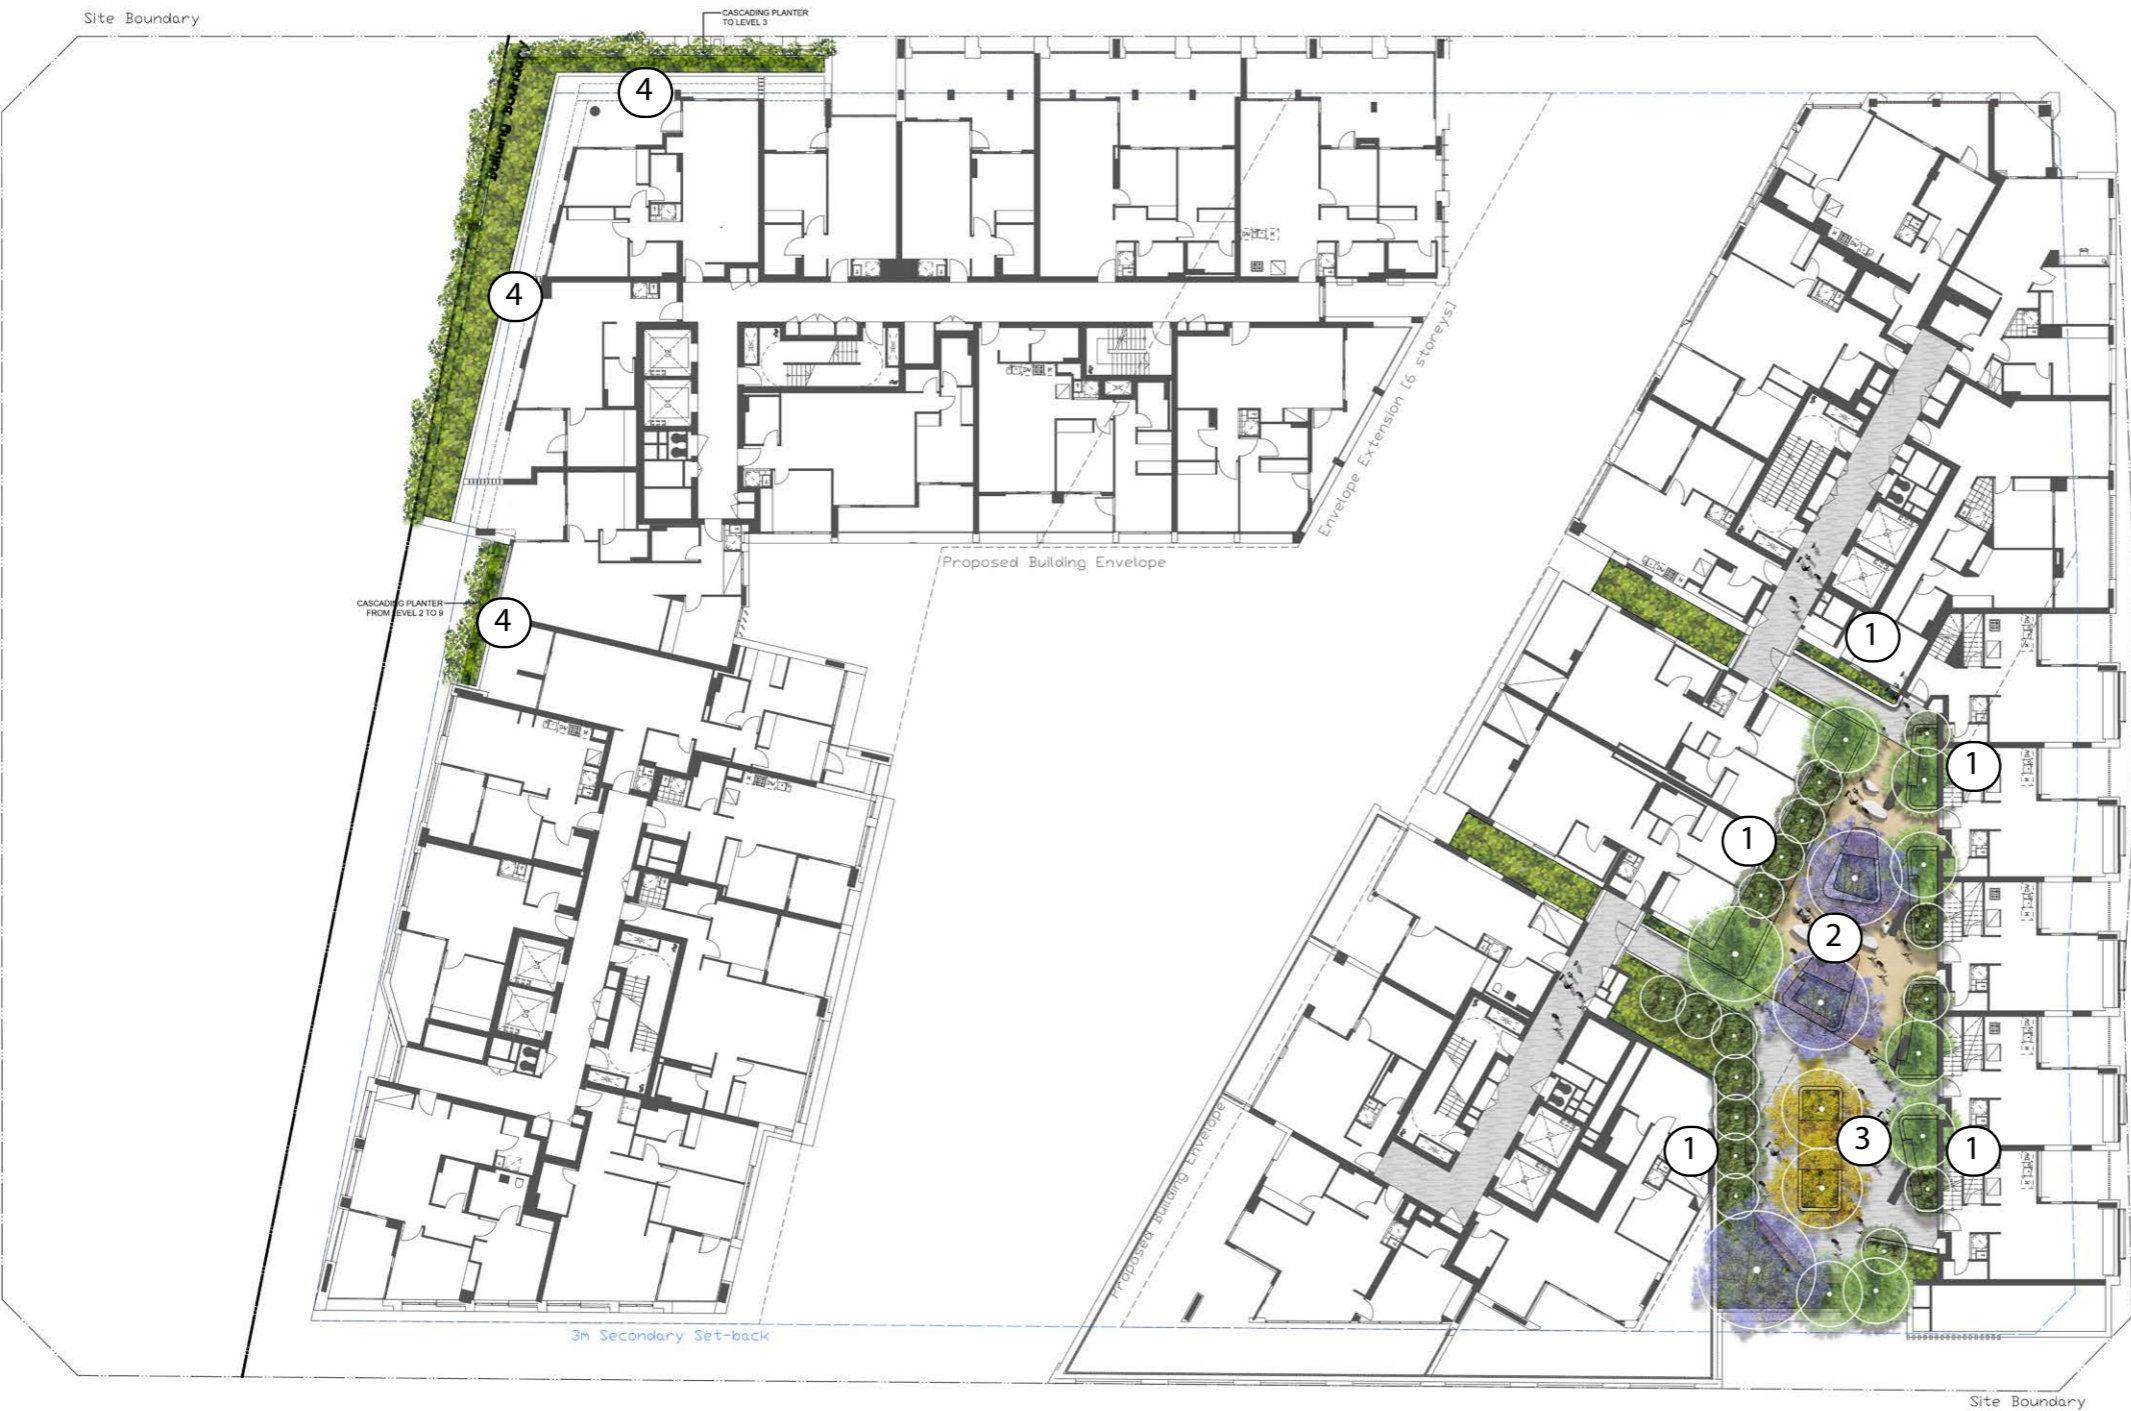 Site Boundary
CASCADING PLANTER
TO LEVEL 3
Building Boundary
4
4
Envelope Extension [6 storeys]
Proposed Building Envelope
CASCADING PLANTER
FROM LEVEL 2 TO 9
4
1
1
1
2
3
1
1
Proposed Building Envelope
3m Secondary Set-back
Site Boundary